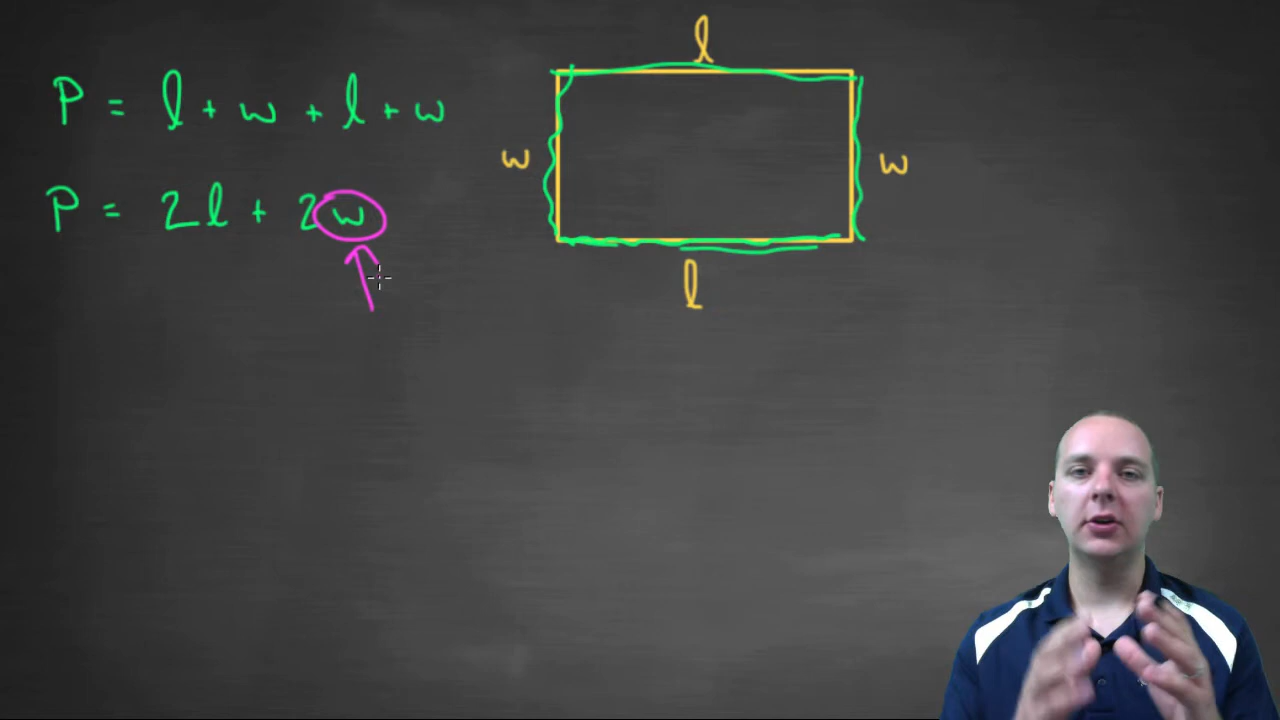 l
P = l + w + l + w
w
w
P = 2l + 2w
l